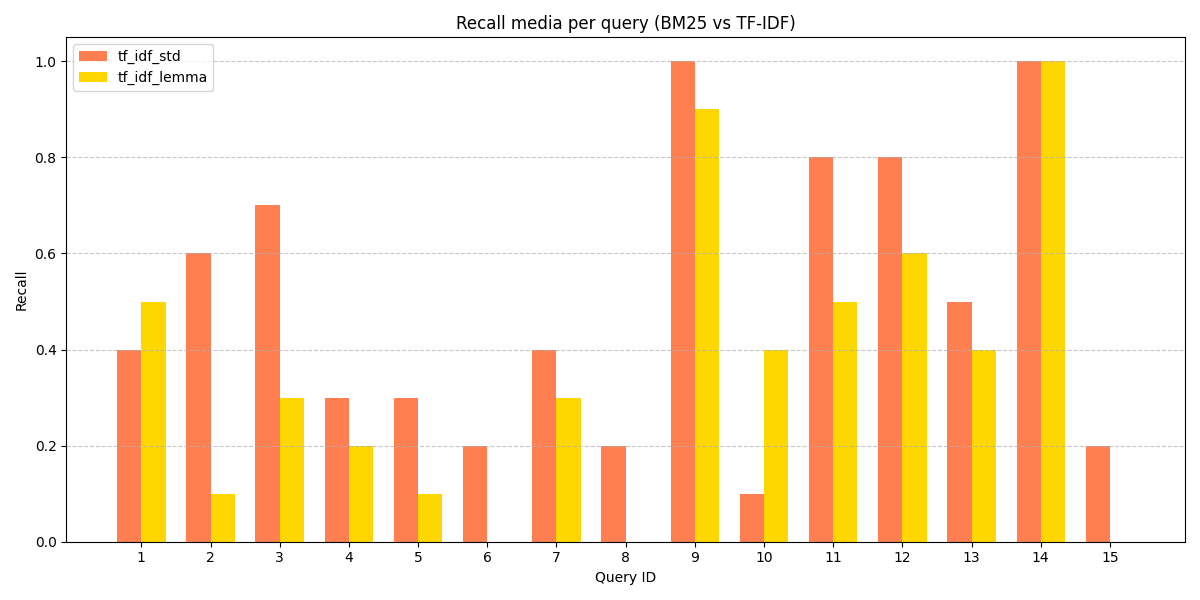 Recall media per query (BM25 vs TF-IDF)
tf_idf_std
tf_idf_lemma
Recall
1.0
0.8
0.6
0.4
0.2
0.0
1 2 3 4 5 6 7 8 9 10 11 12 13 14 15
Query ID